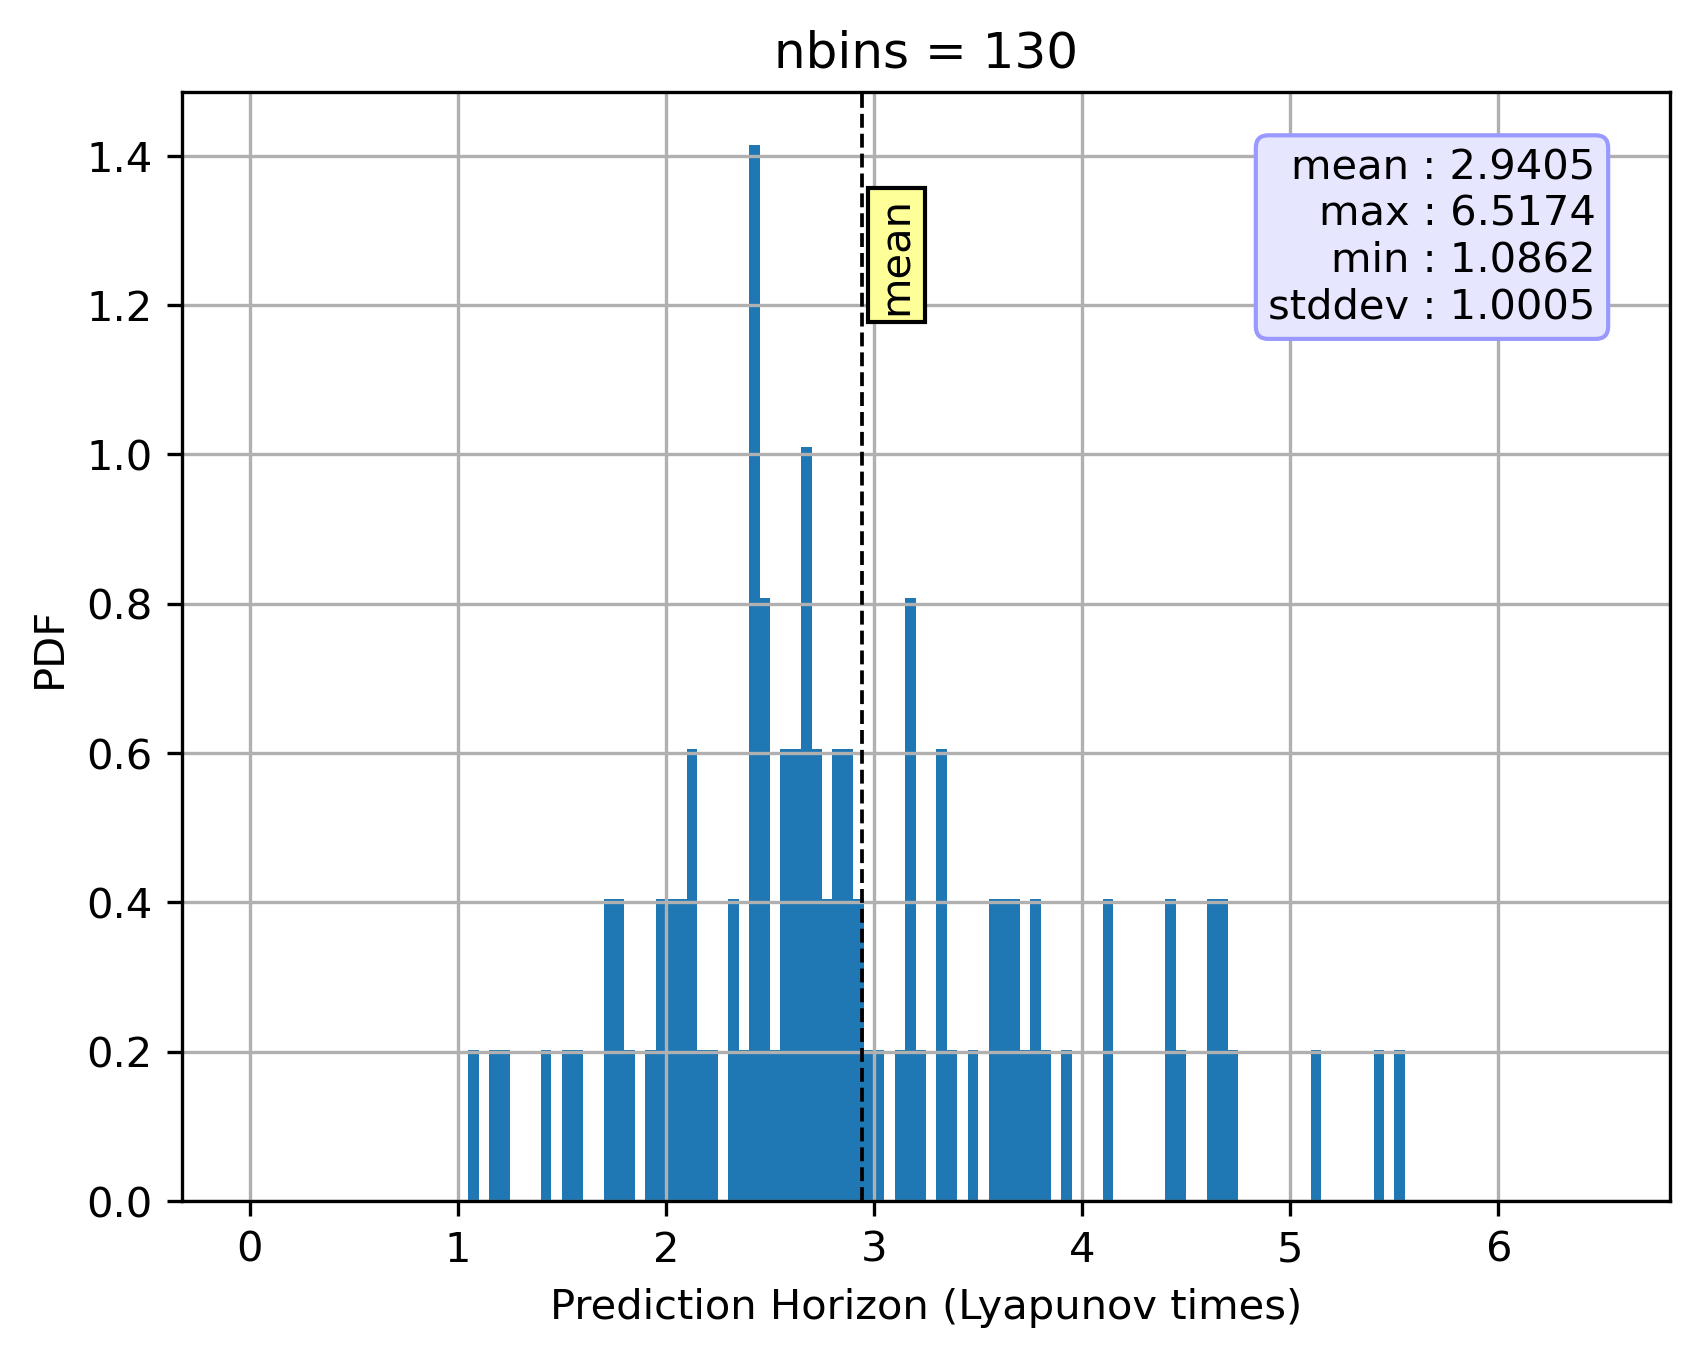 nbins = 130
mean : 2.9405
max : 6.5174
min : 1.0862
stddev : 1.0005
mean
PDF
1.4
1.2
1.0
0.8
0.6
0.4
0.2
0.0
0 1 2 3 4 5 6
Prediction Horizon (Lyapunov times)